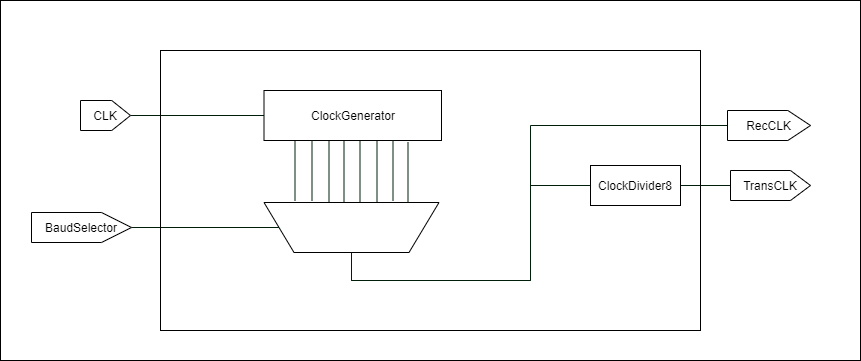 CLK
ClockGenerator
RecCLK
ClockDivider8
TransCLK
BaudSelector